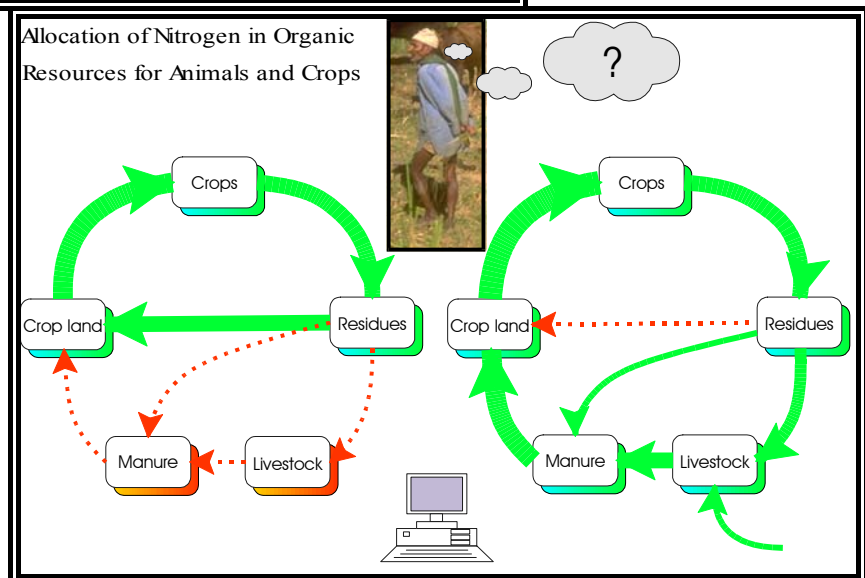 Allocation of Nitrogen in Organic
Resources for Animals and Crops
?
Crops
Crop land
Residues
Manure
Livestock
Crops
Crop land
Residues
Manure
Livestock